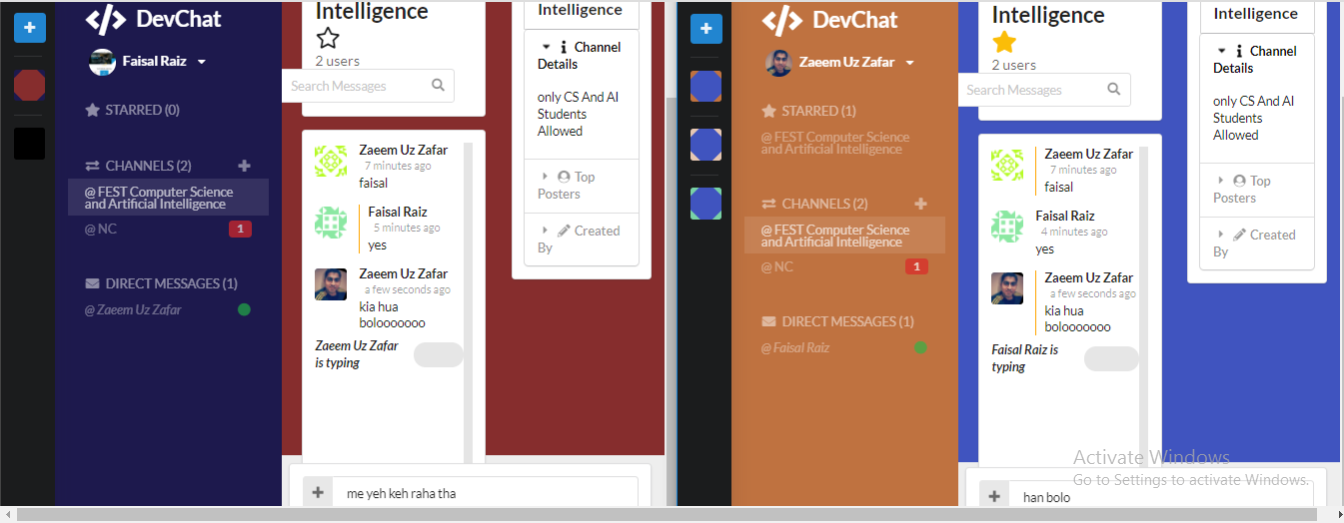 DevChat
Faisal Raiz
STARRED (0)
CHANNELS (2)
@ FEST Computer Science
and Artificial Intelligence
@ NC
1
DIRECT MESSAGES (1)
@ Zaeem Uz Zafar
Intelligence
2 users
Search Messages
Zaeem Uz Zafar
7 minutes ago
faisal
Faisal Raiz
5 minutes ago
yes
Zaeem Uz Zafar
a few seconds ago
kia hua
bolooooooo
Zaeem Uz Zafar
is typing
me yeh keh raha tha
Intelligence
Channel
Details
only CS And AI
Students
Allowed
Top
Posters
Created
By
DevChat
Zaeem Uz Zafar
STARRED (1)
@ FEST Computer Science
and Artificial Intelligence
CHANNELS (2)
@ FEST Computer Science
and Artificial Intelligence
@ NC
1
DIRECT MESSAGES (1)
@ Faisal Raiz
Intelligence
2 users
Search Messages
Zaeem Uz Zafar
7 minutes ago
faisal
Faisal Raiz
4 minutes ago
yes
Zaeem Uz Zafar
a few seconds ago
kia hua
bolooooooo
Faisal Raiz is
typing
han bolo
Intelligence
Channel
Details
only CS And AI
Students
Allowed
Top
Posters
Created
By
Activate Windows
Go to Settings to activate Windows.